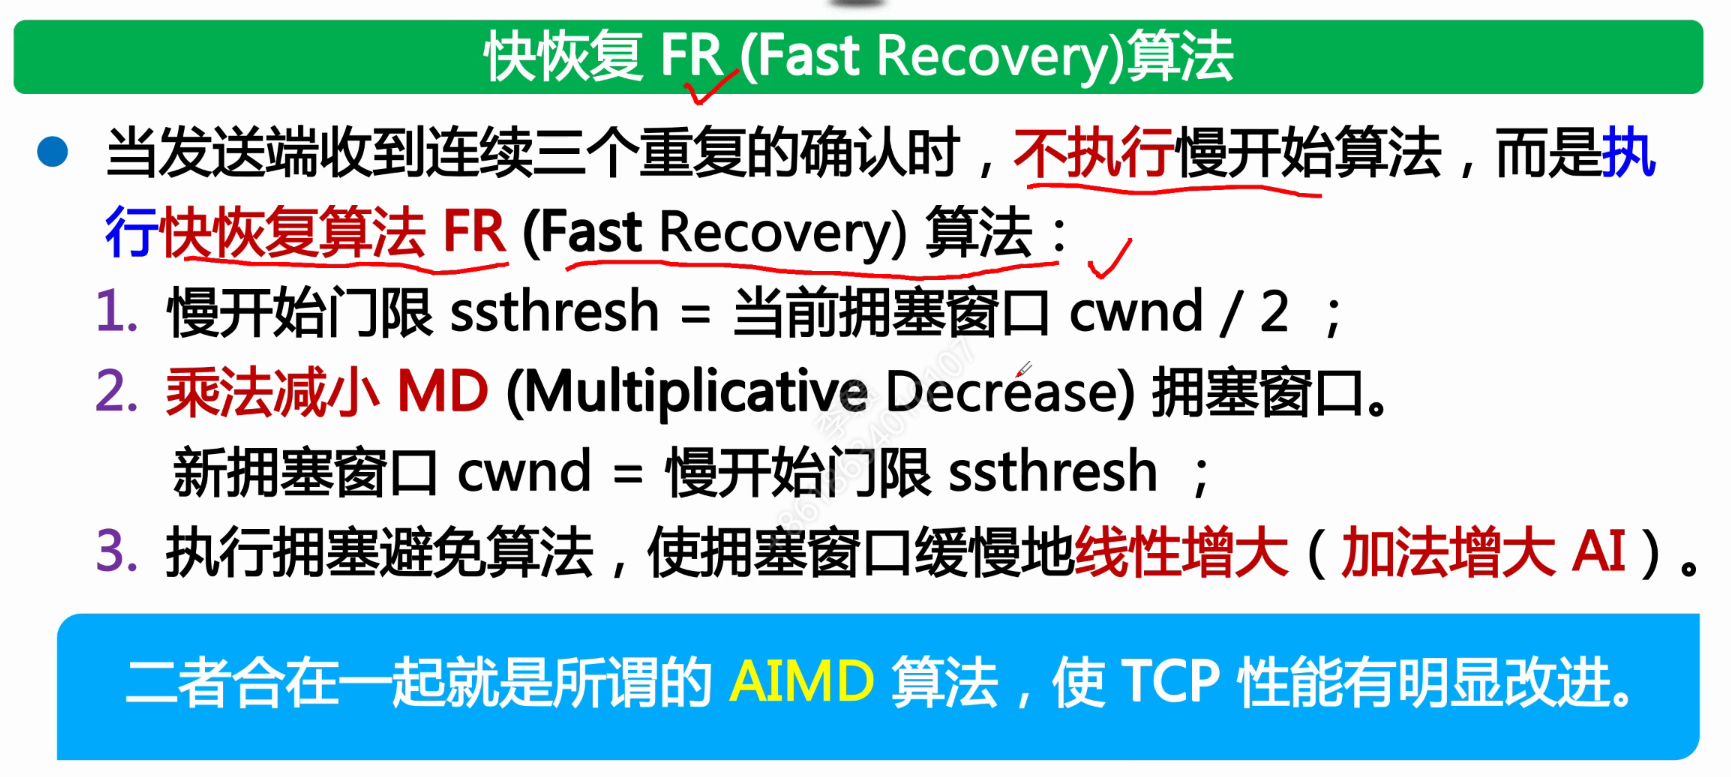 快恢复 FR (Fast Recovery)算法
当发送端收到连续三个重复的确认时，不执行慢开始算法，而是执
行快恢复算法 FR (Fast Recovery) 算法：
1. 慢开始门限 ssthresh = 当前拥塞窗口 cwnd / 2 ；
2. 乘法减小 MD (Multiplicative Decrease) 拥塞窗口。
新拥塞窗口 cwnd = 慢开始门限 ssthresh ；
3. 执行拥塞避免算法，使拥塞窗口缓慢地线性增大（加法增大 AI）。
二者合在一起就是所谓的 AIMD 算法，使 TCP 性能有明显改进。